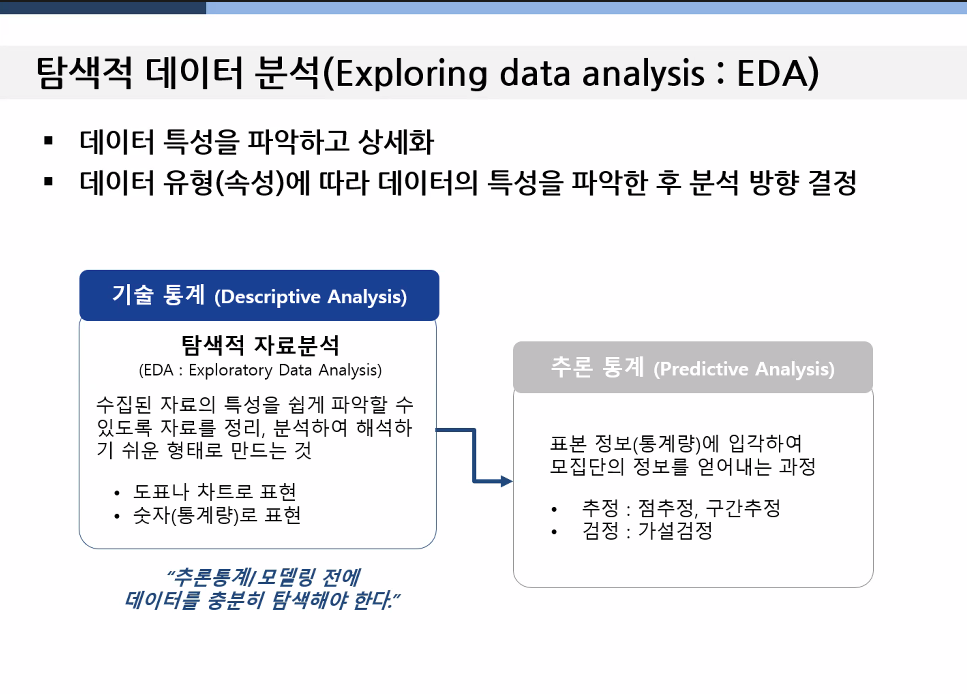 탐색적 데이터 분석(Exploring data analysis : EDA)
▪ 데이터 특성을 파악하고 상세화
▪ 데이터 유형(속성)에 따라 데이터의 특성을 파악한 후 분석 방향 결정
기술 통계 (Descriptive Analysis)
탐색적 자료분석
(EDA : Exploratory Data Analysis)
수집된 자료의 특성을 쉽게 파악할 수
있도록 자료를 정리, 분석하여 해석하
기 쉬운 형태로 만드는 것
• 도표나 차트로 표현
• 숫자(통계량)로 표현
“추론통계/모델링 전에
데이터를 충분히 탐색해야 한다.”
추론 통계 (Predictive Analysis)
표본 정보(통계량)에 입각하여
모집단의 정보를 얻어내는 과정
• 추정 : 점추정, 구간추정
• 검정 : 가설검정